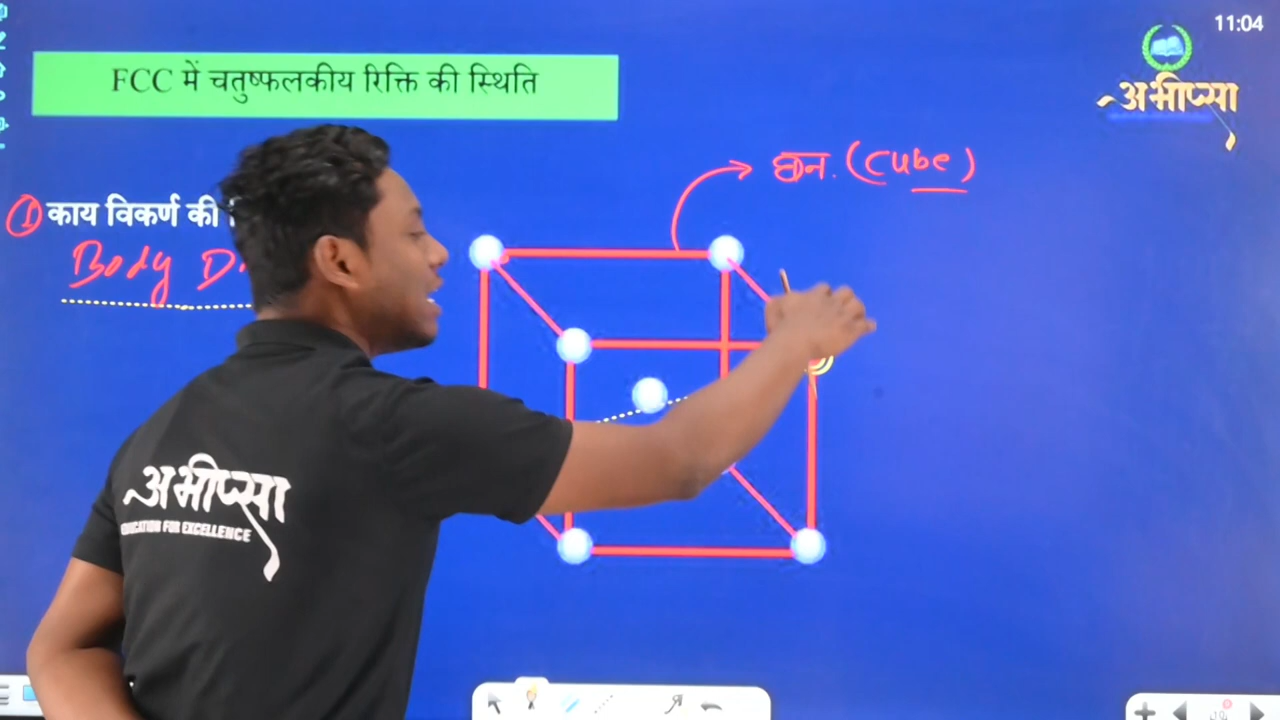 11:04
FCC में चतुष्फलकीय रिक्ति की स्थिति
अभीप्सा
घन. (Cube)
① काय विकर्ण की
Body
अभीप्सा
EDUCATION FOR EXCELLENCE